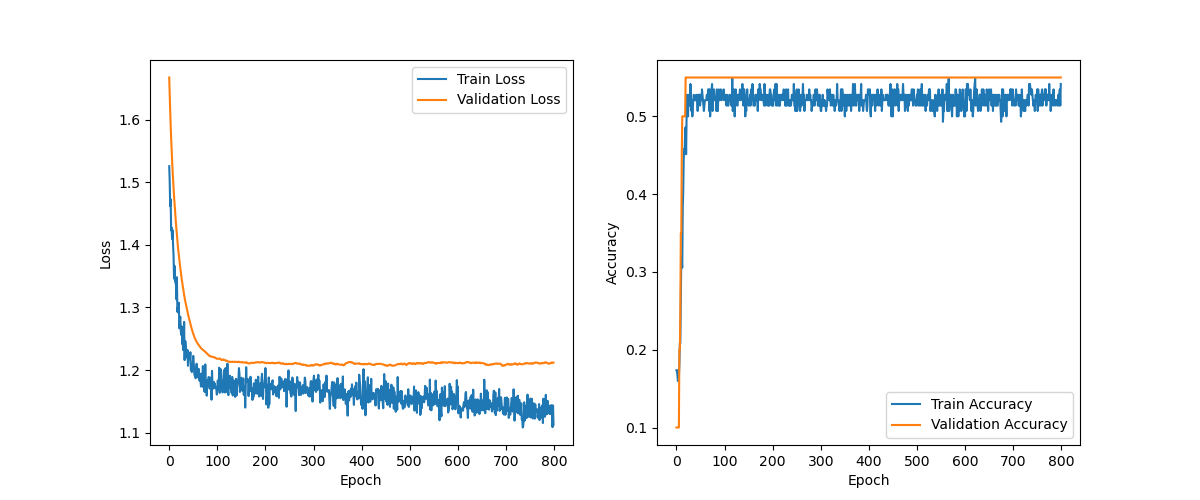 Train Loss
Validation Loss
1.6
1.5
1.4
1.3
1.2
1.1
Loss
0 100 200 300 400 500 600 700 800
Epoch
0.5
0.4
0.3
0.2
0.1
Accuracy
Train Accuracy
Validation Accuracy
0 100 200 300 400 500 600 700 800
Epoch